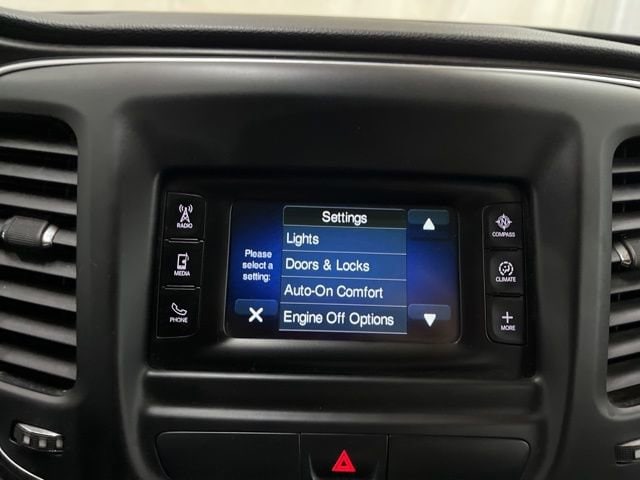 RADIO
MEDIA
PHONE
Settings
Please
select a
setting:
Lights
Doors & Locks
Auto-On Comfort
Engine Off Options
N
COMPASS
CLIMATE
MORE